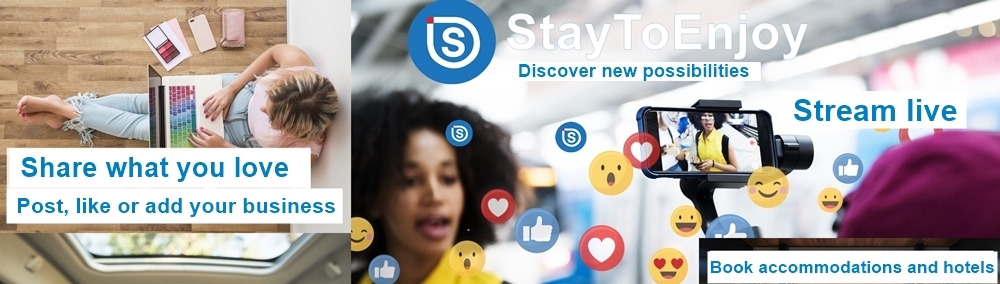 StayToEnjoy
Discover new possibilities
Stream live
Share what you love
Post, like or add your business
Book accommodations and hotels